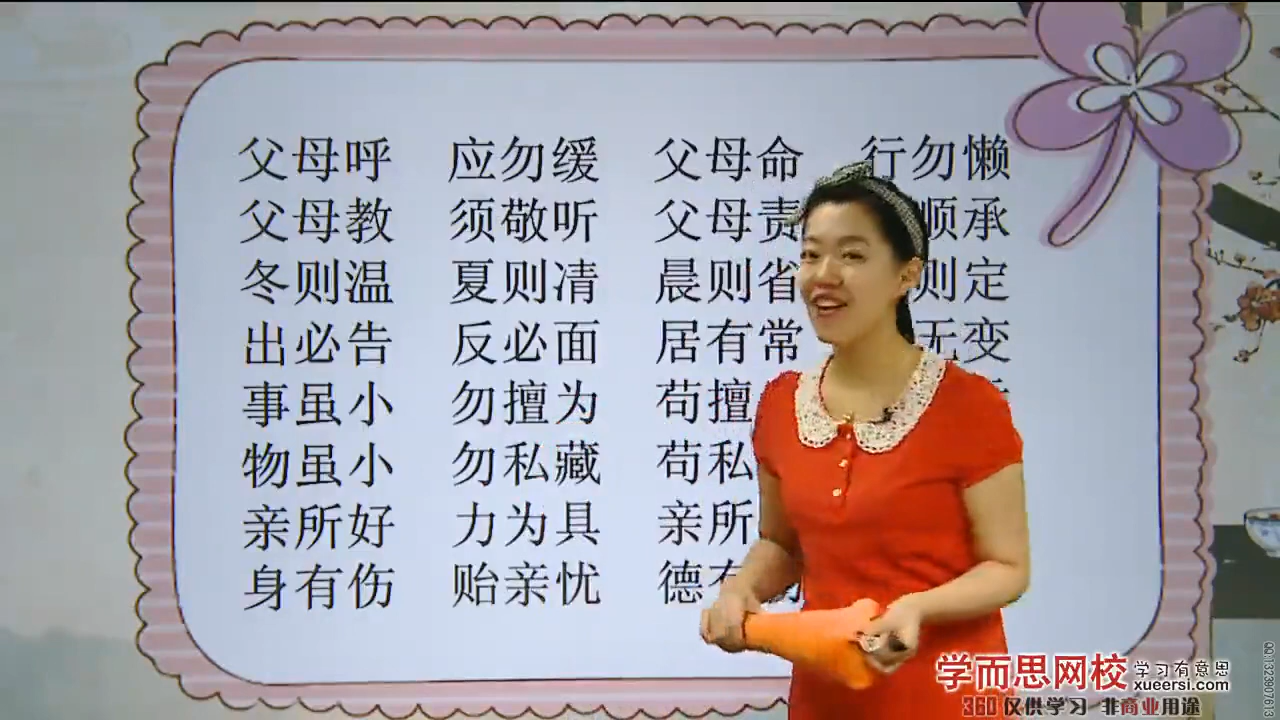 父母呼 应勿缓 父母命 行勿懒
父母教 须敬听 父母责 顺承
冬则温 夏则清 晨则省 则定
出必告 反必面 居有常 无变
事虽小 勿擅为 苟擅
物虽小 勿私藏 苟私
亲所好 力为具 亲所
身有伤 贻亲忧 德有
学而思网校 学习有意思
xueersi.com
360 仅供学习 非商业用途